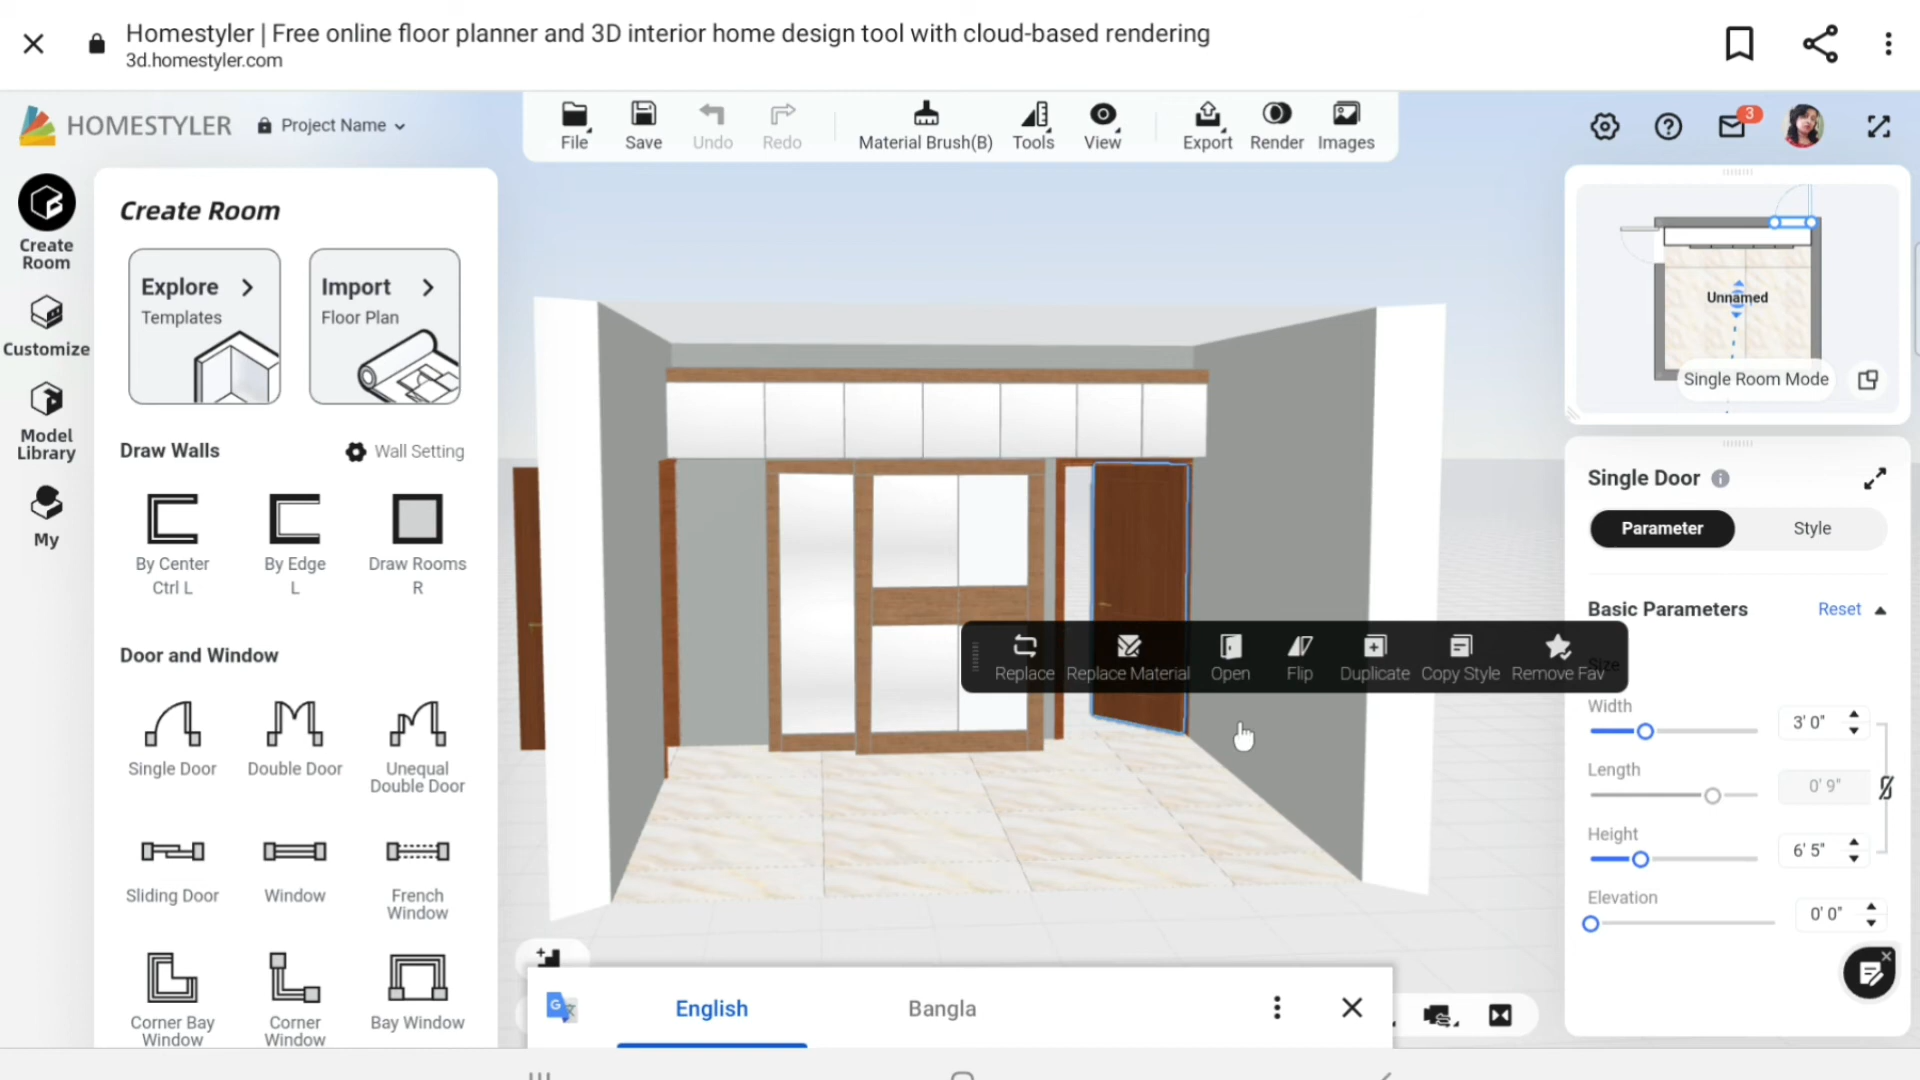 Homestyler | Free online floor planner and 3D interior home design tool with cloud-based rendering
3d.homestyler.com
HOMESTYLER
Project Name
File
Save
Undo
Redo
Material Brush(B)
Tools
View
Export
Render
Images
3
Create Room
Customize
Model Library
My
Create Room
Explore
Templates
Import
Floor Plan
Draw Walls
Wall Setting
By Center
Ctrl L
By Edge
L
Draw Rooms
R
Door and Window
Single Door
Double Door
Unequal
Double Door
Sliding Door
Window
French
Window
Corner Bay
Window
Corner
Window
Bay Window
Replace
Replace Material
Open
Flip
Duplicate
Copy Style
Remove Fav
Unnamed
Single Room Mode
Single Door
Parameter
Style
Basic Parameters
Reset
Size
Width
3' 0"
Length
0' 9"
Height
6' 5"
Elevation
0' 0"
English
Bangla